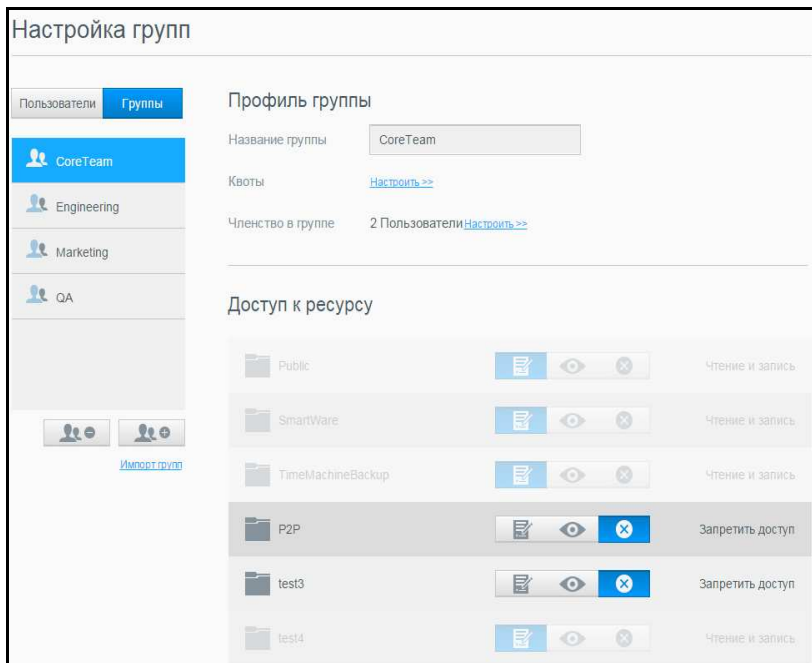 Настройка групп
Пользователи Группы
CoreTeam
Engineering
Marketing
QA
Импорт групп
Профиль группы
Название группы CoreTeam
Квоты Настроить >>
Членство в группе 2 Пользователи Настроить >>
Доступ к ресурсу
Public Чтение и запись
SmartWare Чтение и запись
TimeMachineBackup Чтение и запись
P2P Запретить доступ
test3 Запретить доступ
test4 Чтение и запись